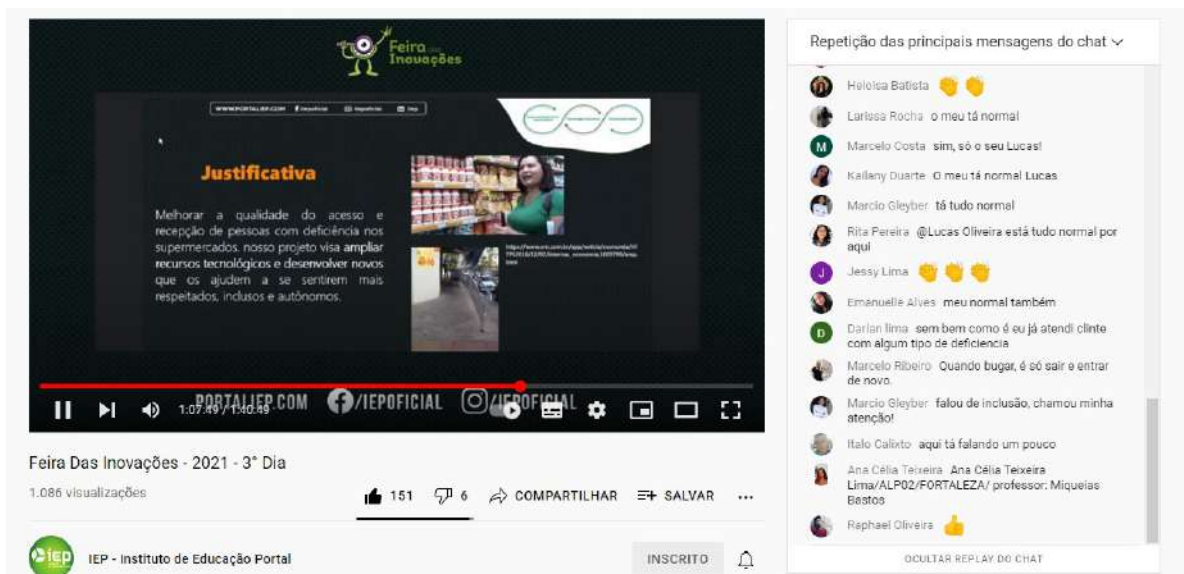 Feira das
Inovações
WWW.PORTALIEP.COM
Justificativa
Melhorar a qualidade do acesso e
recepção de pessoas com deficiência nos
supermercados, nosso projeto visa ampliar
recursos tecnológicos e desenvolver novos
que os ajudem a se sentirem mais
respeitados, inclusos e autônomos.
PORTALIEP.COM /IEPOFICIAL /IEPOFICIAL
1:07:49 / 1:40:49
Feira Das Inovações - 2021 - 3° Dia
1.086 visualizações
151 6 COMPARTILHAR SALVAR ...
iep IEP - Instituto de Educação Portal
INSCRITO
Repetição das principais mensagens do chat
Heloisa Batista
Larissa Rocha o meu tá normal
M Marcelo Costa sim, só o seu Lucas!
Kailany Duarte O meu tá normal Lucas
Marcio Gleyber tá tudo normal
Rita Pereira @Lucas Oliveira está tudo normal por
aqui
J Jessy Lima
Emanuelle Alves meu normal também
D Darlan lima sem bem como é eu já atendi clinte
com algum tipo de deficiencia
Marcelo Ribeiro Quando bugar, é só sair e entrar
de novo.
Marcio Gleyber falou de inclusão, chamou minha
atenção!
Italo Calixto aqui tá falando um pouco
Ana Célia Teixeira Ana Célia Teixeira
Lima/ALP02/FORTALEZA/ professor: Miqueias
Bastos
Raphael Oliveira
OCULTAR REPLAY DO CHAT